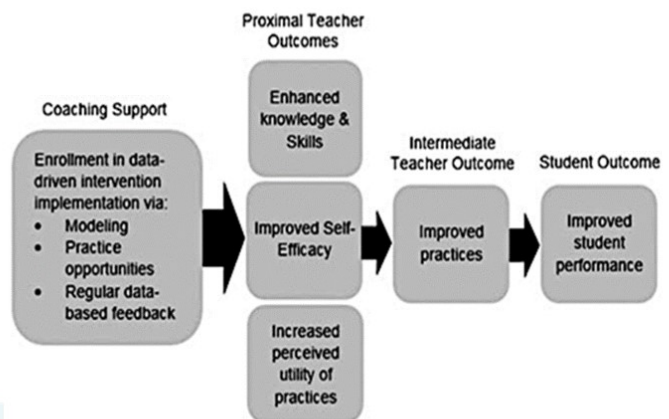 Coaching Support
Enrollment in data-
driven intervention
implementation via:
• Modeling
• Practice
opportunities
• Regular data-
based feedback
Proximal Teacher
Outcomes
Enhanced
knowledge &
Skills
Improved Self-
Efficacy
Increased
perceived
utility of
practices
Intermediate
Teacher Outcome
Improved
practices
Student Outcome
Improved
student
performance